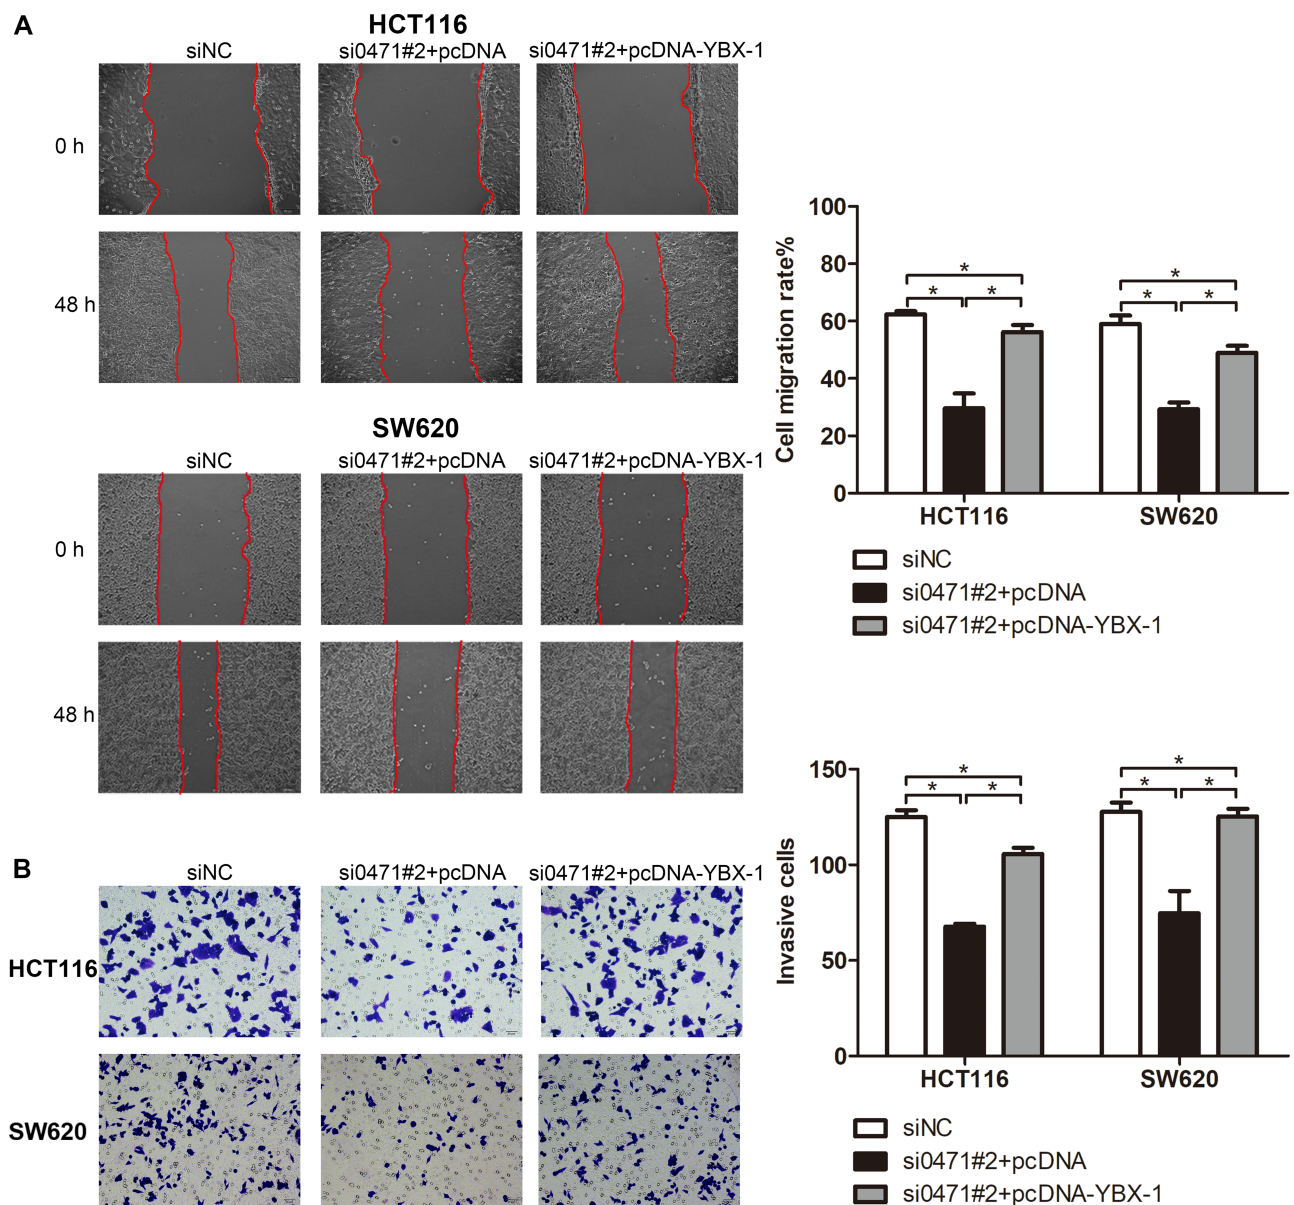 A
HCT116
siNC
si0471#2+pcDNA
si0471#2+pcDNA-YBX-1
0 h
48 h
SW620
siNC
si0471#2+pcDNA
si0471#2+pcDNA-YBX-1
0 h
48 h
Cell migration rate%
100
80
60
40
20
0
* * *
* * *
HCT116
SW620
siNC
si0471#2+pcDNA
si0471#2+pcDNA-YBX-1
B
siNC
si0471#2+pcDNA
si0471#2+pcDNA-YBX-1
HCT116
SW620
Invasive cells
150
100
50
0
* * *
* * *
HCT116
SW620
siNC
si0471#2+pcDNA
si0471#2+pcDNA-YBX-1